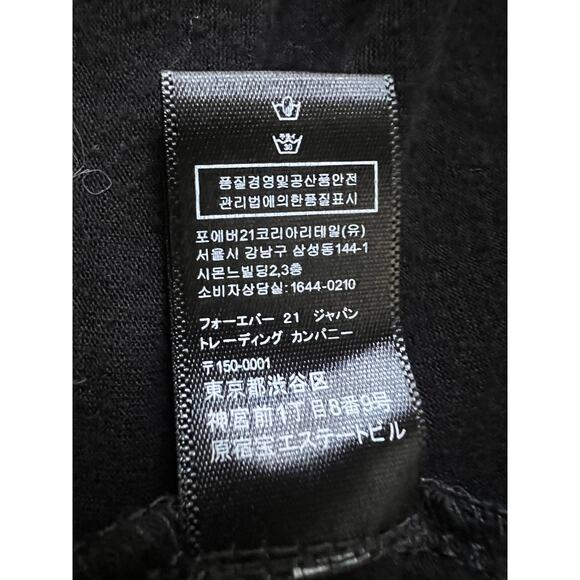 중성
30
품질경영및공산품안전
관리법에의한품질표시
포에버21코리아리테일(유)
서울시 강남구 삼성동144-1
시몬느빌딩2,3층
소비자상담실:1644-0210
フォーエバー 21 ジャパン
トレーディング カンパニー
〒150-0001
東京都渋谷区
神宮前1丁目8番9号
原宿宝エステートビル